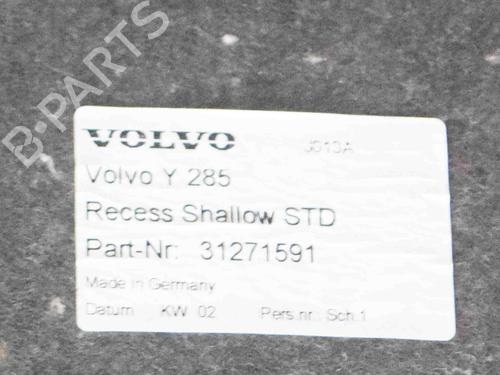 B-PARTS
VOLVO J313A
Volvo Y 285
Recess Shallow STD
Part-Nr: 31271591
Made in Germany
Datum KW 02 Pers.nr.: Sch.1